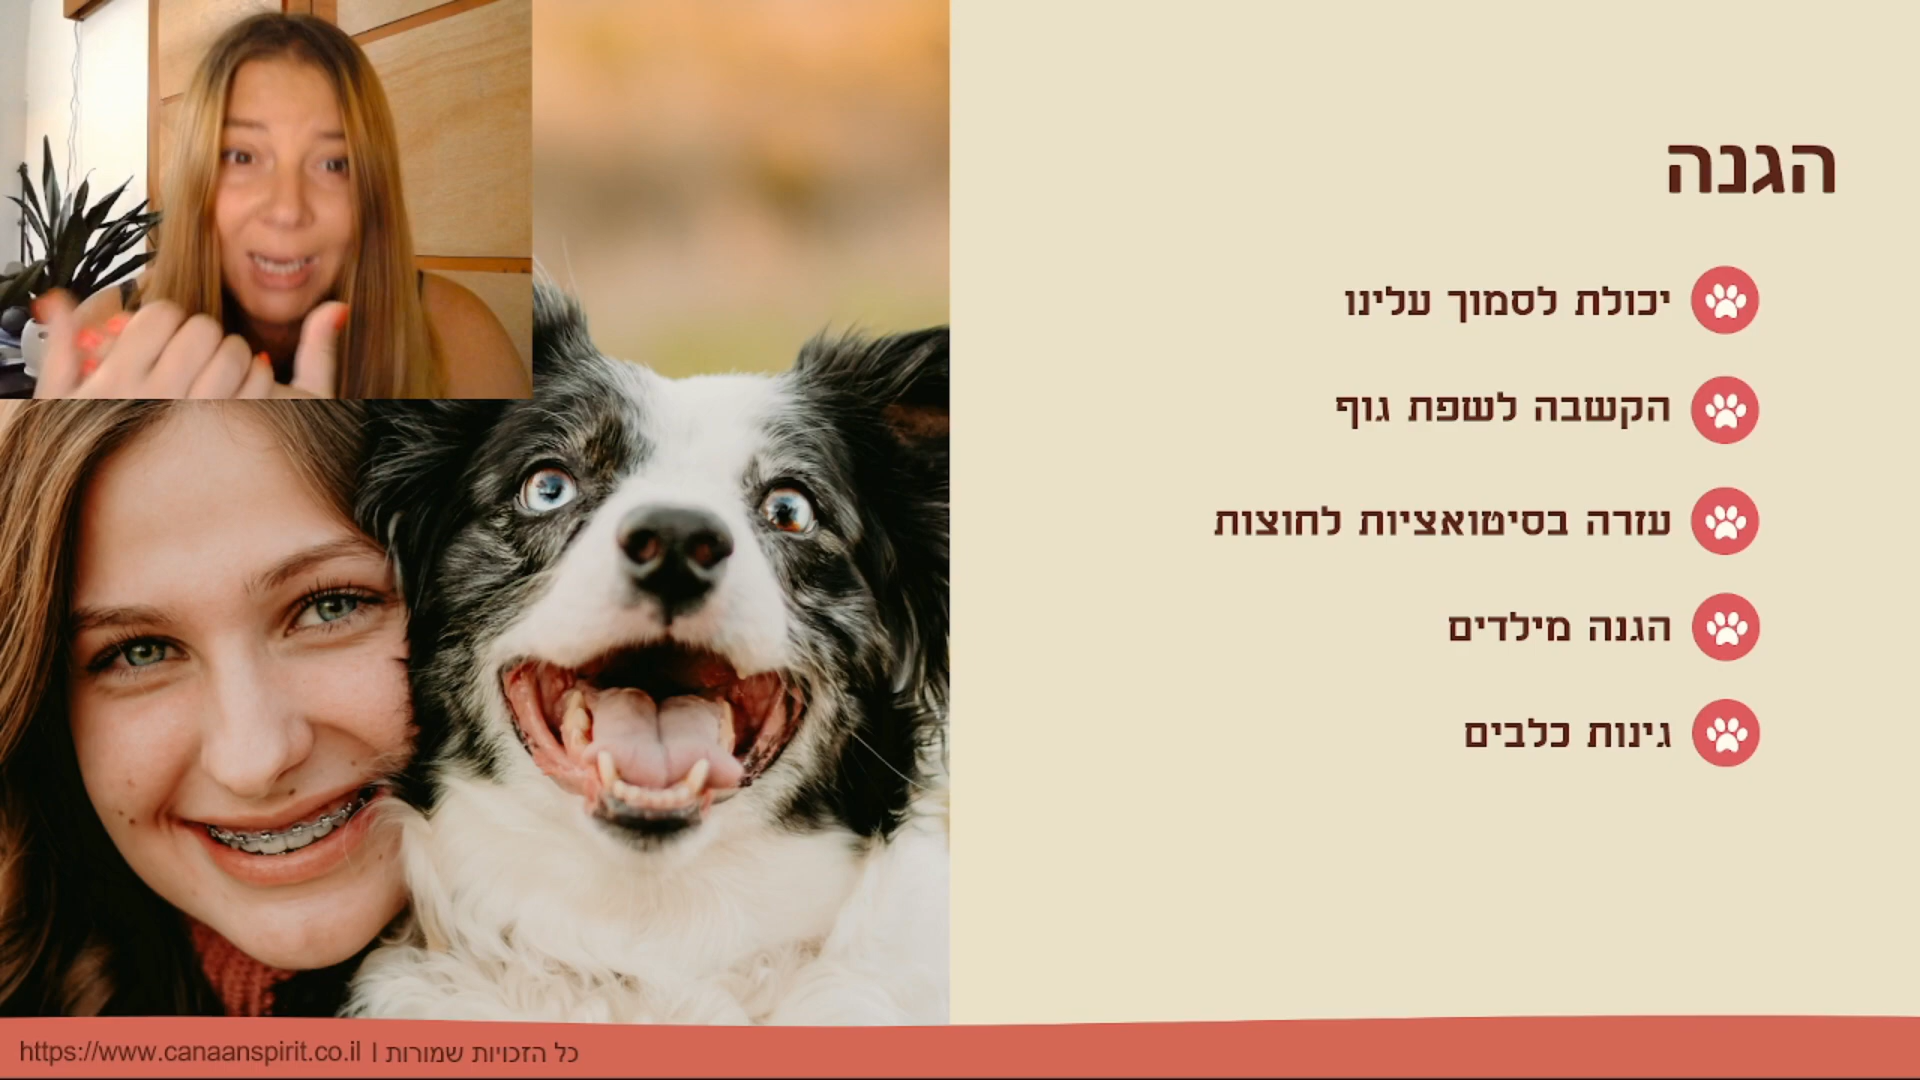 הגנה
יכולת לסמוך עלינו
הקשבה לשפת גוף
עזרה בסיטואציות לחוצות
הגנה מילדים
גינות כלבים
https://www.canaanspirit.co.il | כל הזכויות שמורות